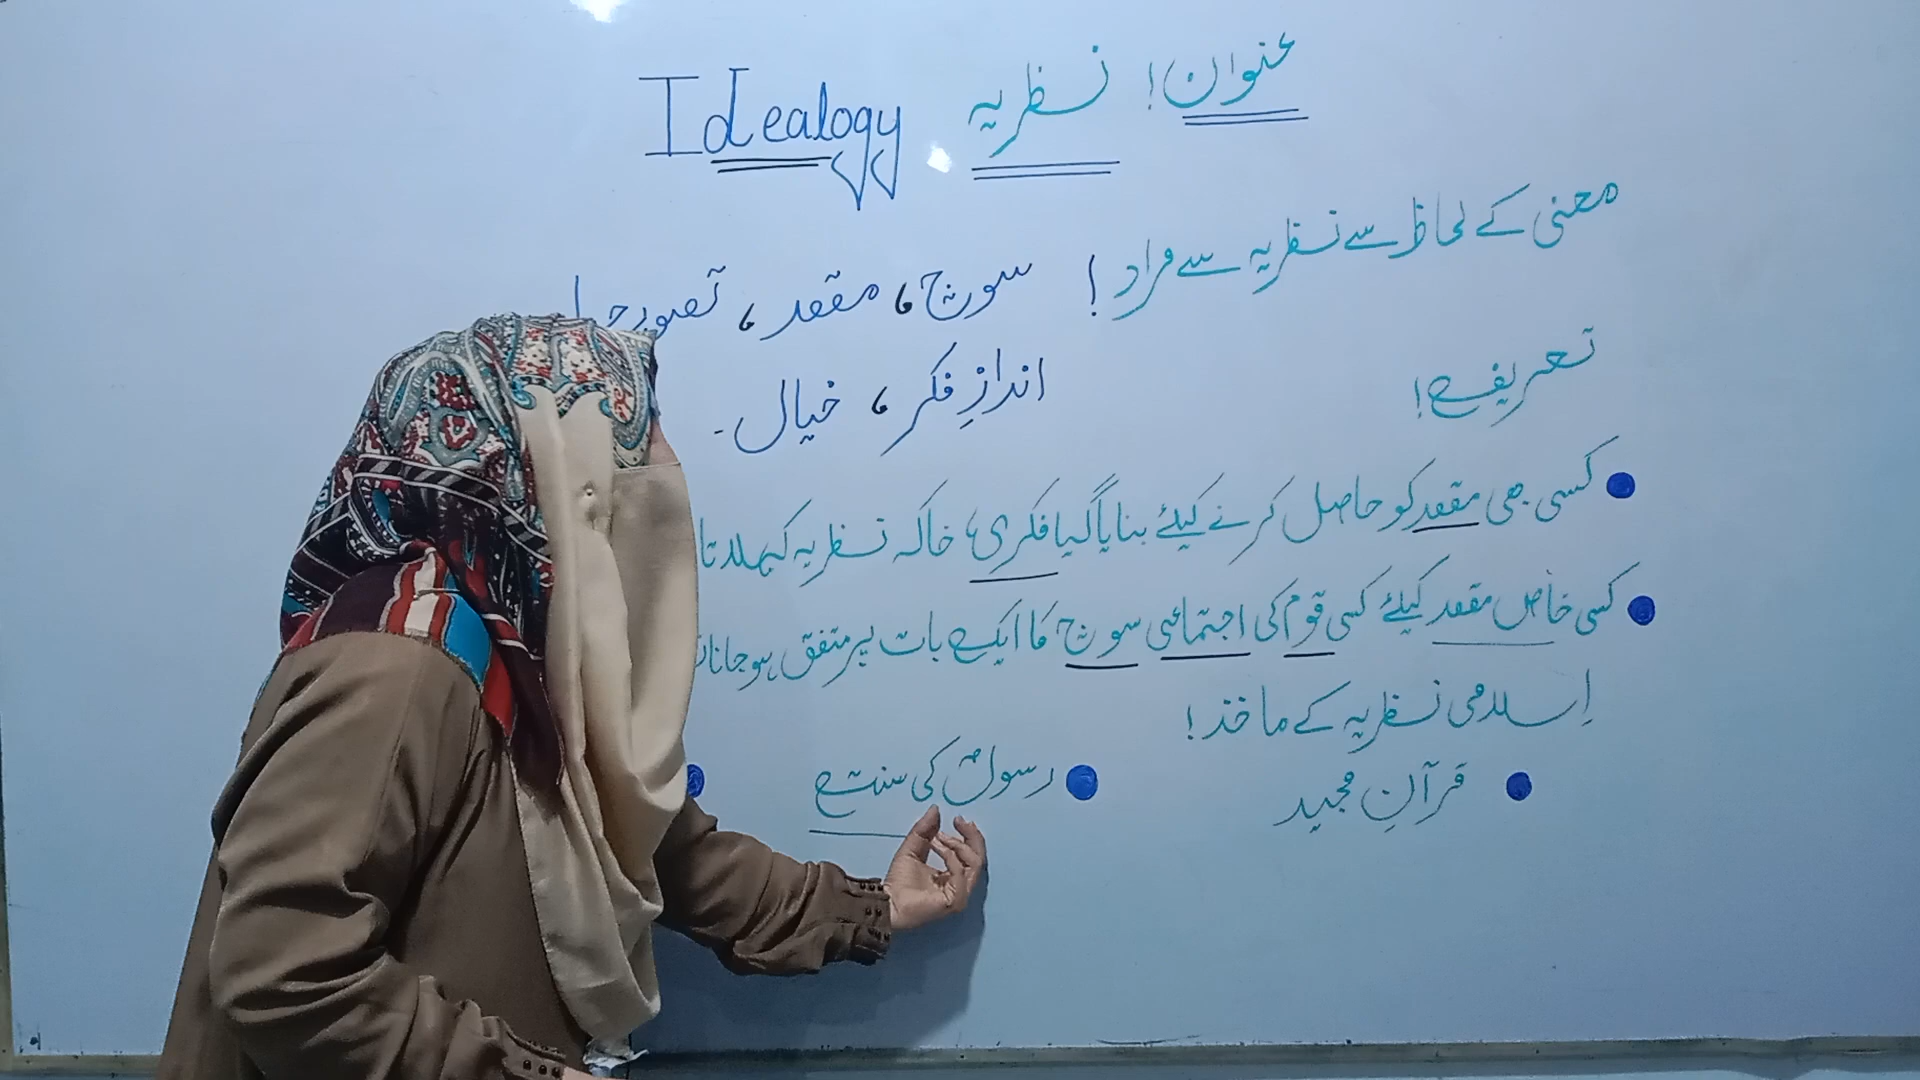 عنوان! نظریہ Idealogy
معنی کے لحاظ سے نظریہ سے مراد! سوچ، مقصد، تصور
اندازِ فکر، خیال۔
تعریف!
کسی بھی مقصد کو حاصل کرنے کیلئے بنایا گیا فکری، خاکہ نظریہ کہلاتا
کسی خاص مقصد کیلئے کسی قوم کی اجتماعی سوچ کا ایک بات پر متفق ہو جانا
اِسلامی نظریہ کے ماخذ!
قرآنِ مجید رسولؐ کی سنت